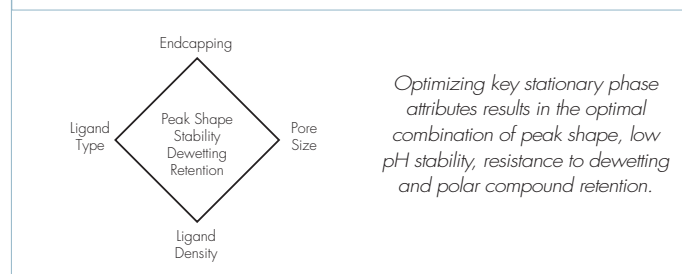 Endcapping
Ligand
Type
Peak Shape
Stability
Dewetting
Retention
Pore
Size
Ligand
Density
Optimizing key stationary phase
attributes results in the optimal
combination of peak shape, low
pH stability, resistance to dewetting
and polar compound retention.